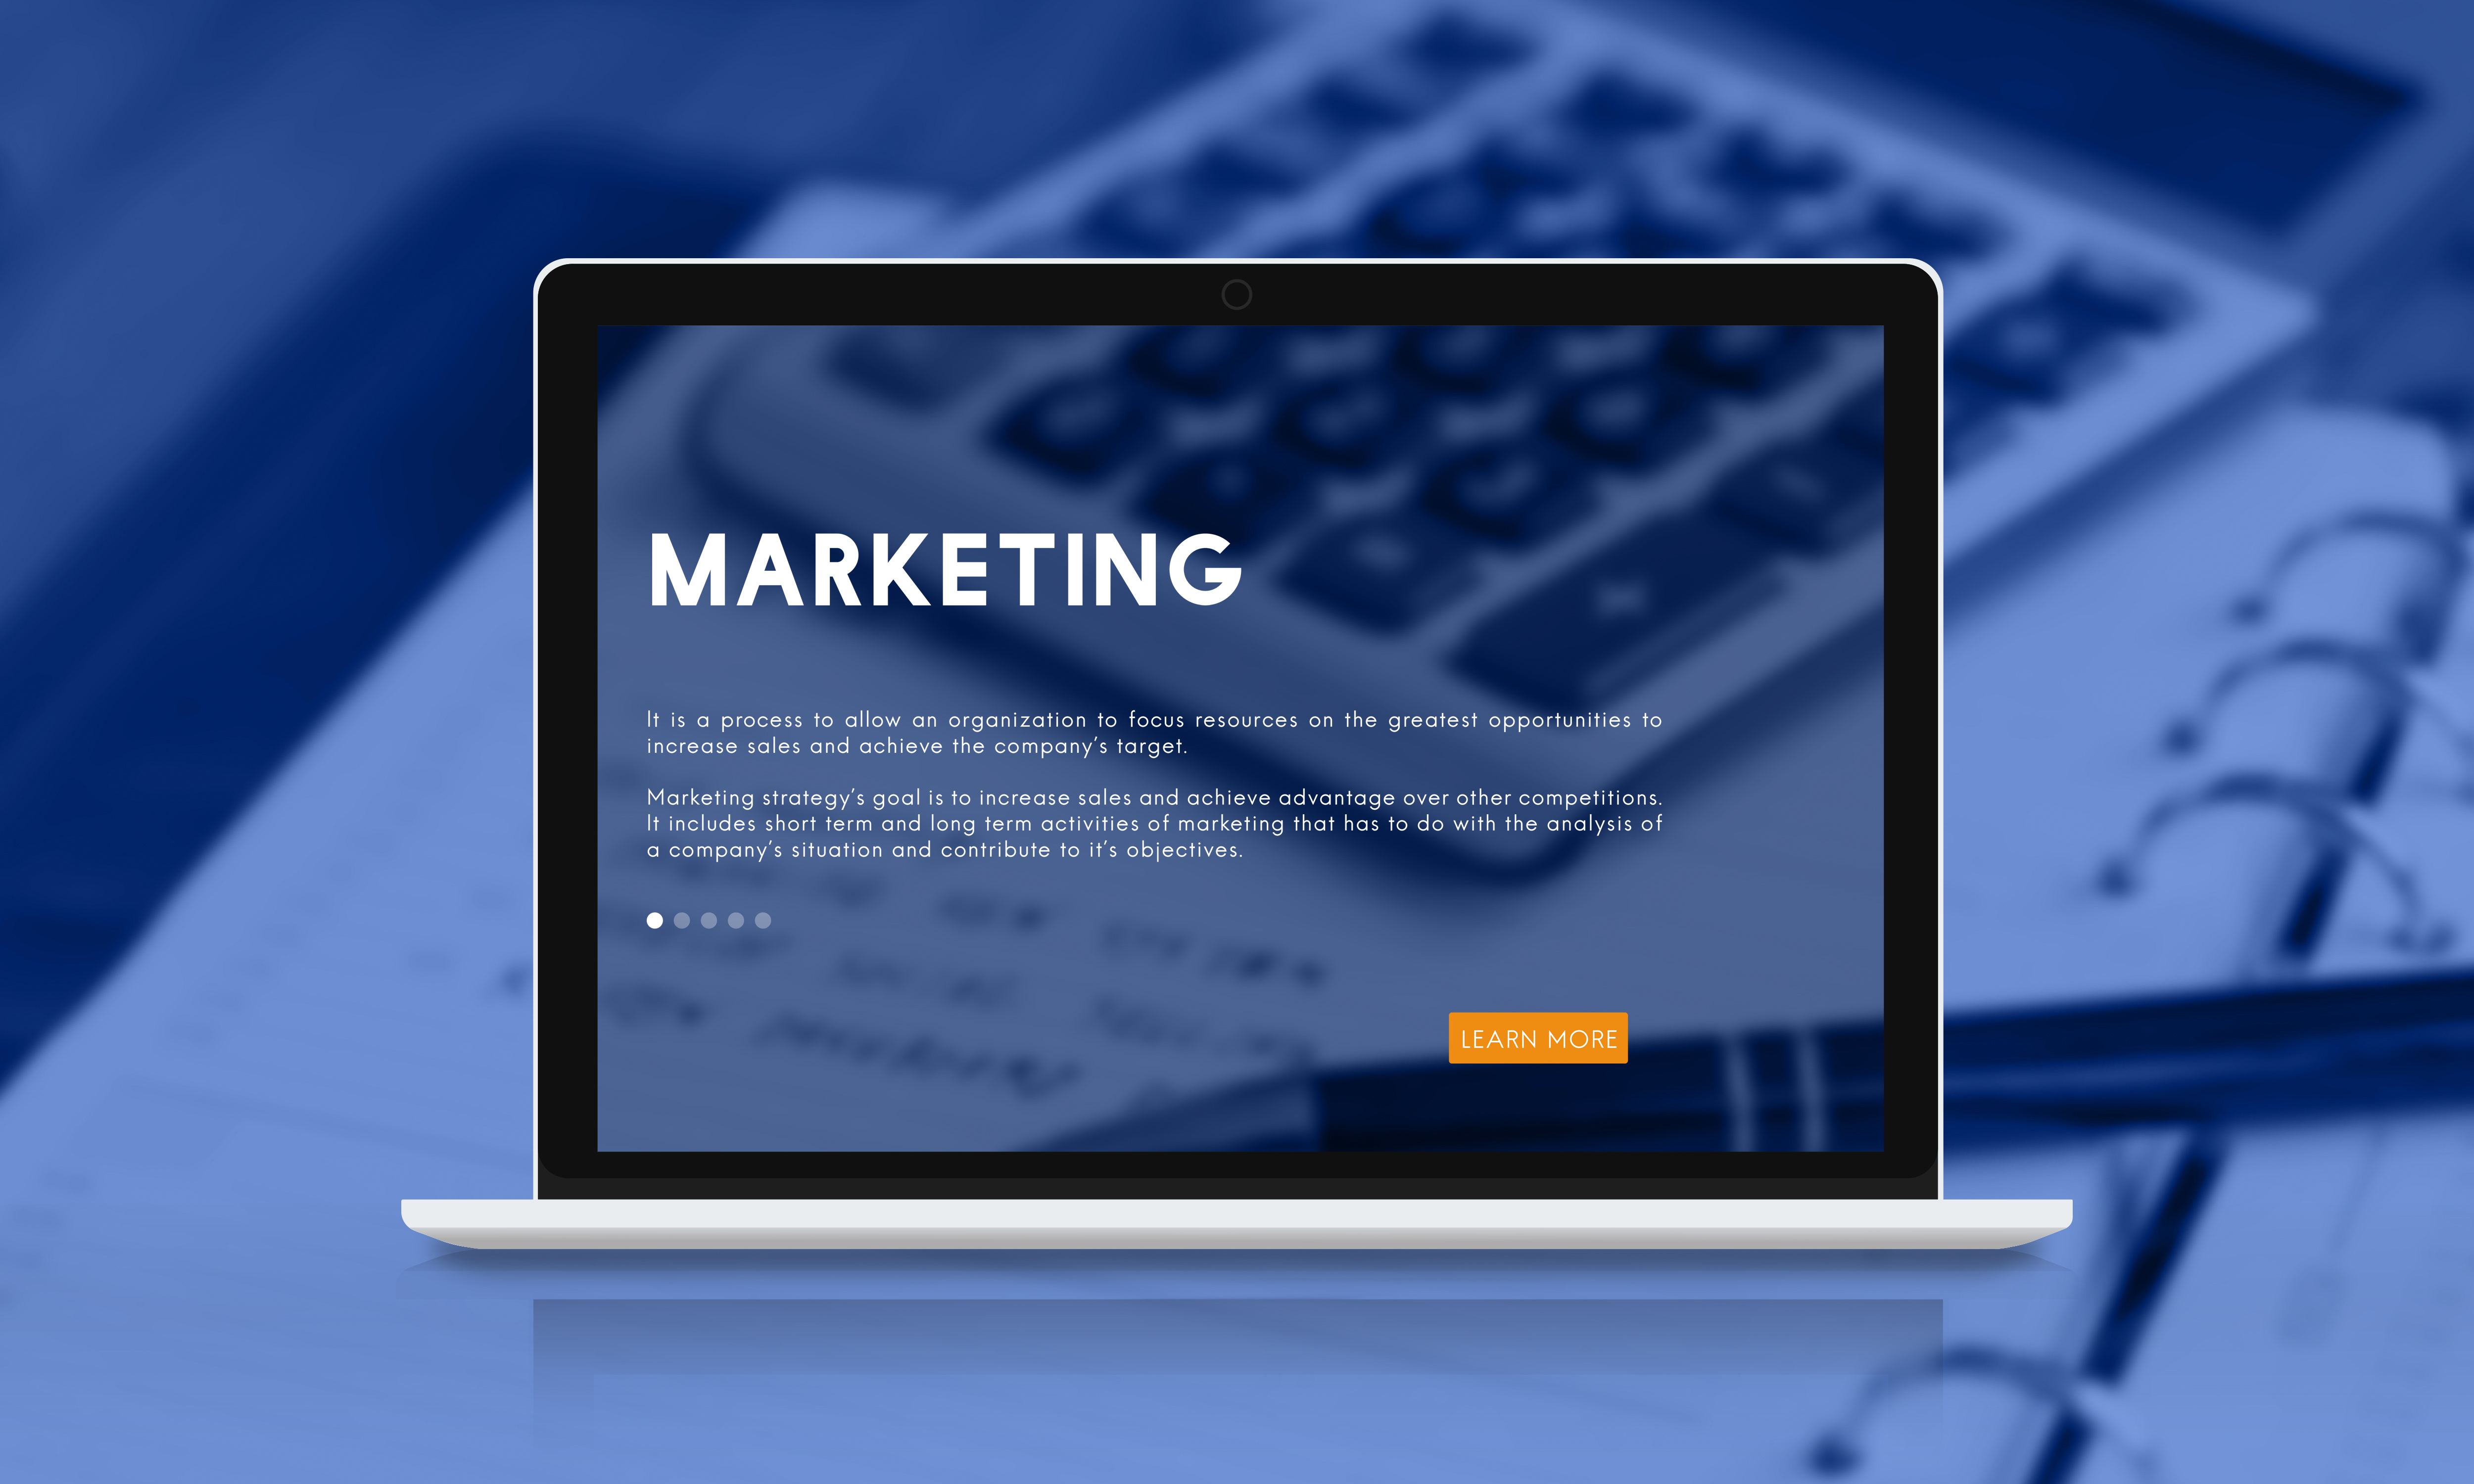 MARKETING
It is a process to allow an organization to focus resources on the greatest opportunities to
increase sales and achieve the company's target.
Marketing strategy's goal is to increase sales and achieve advantage over other competitions.
It includes short term and long term activities of marketing that has to do with the analysis of
a company's situation and contribute to it's objectives.
LEARN MORE